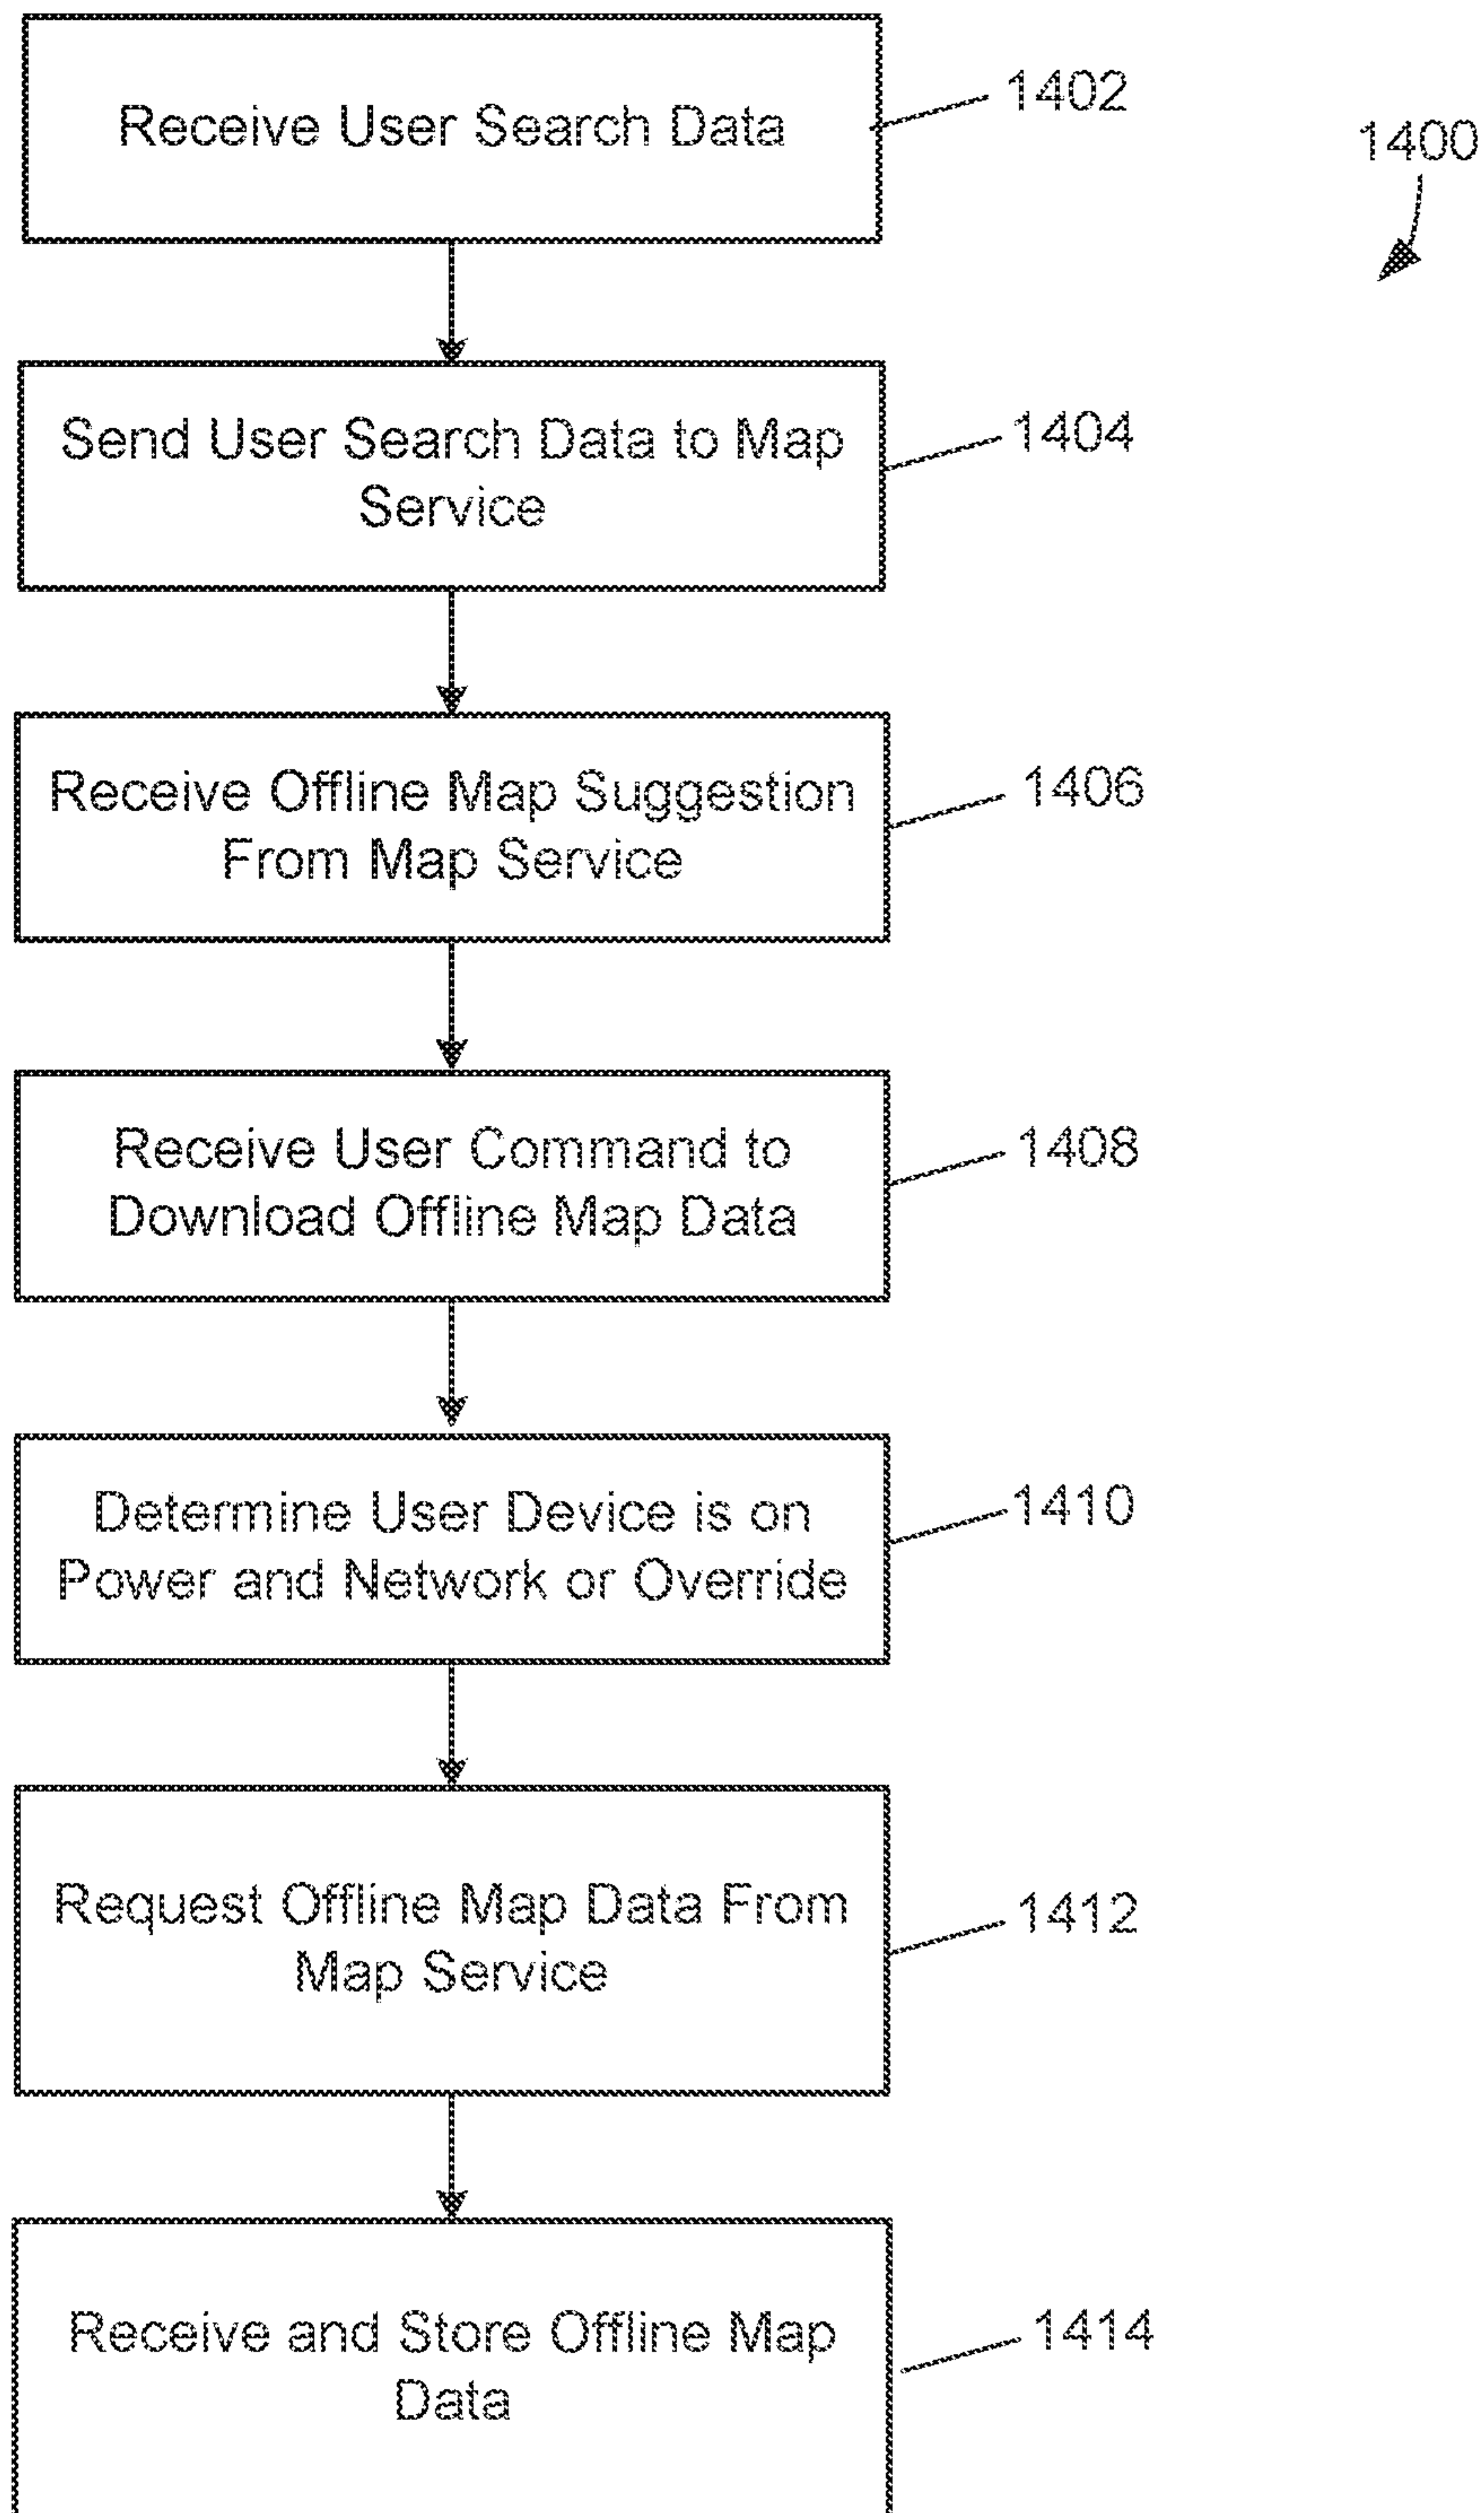 Receive User Search Data
1402
1400
Send User Search Data to Map
Service
1404
Receive Offline Map Suggestion
From Map Service
1406
Receive User Command to
Download Offline Map Data
1408
Determine User Device is on
Power and Network or Override
1410
Request Offline Map Data From
Map Service
1412
Receive and Store Offline Map
Data
1414